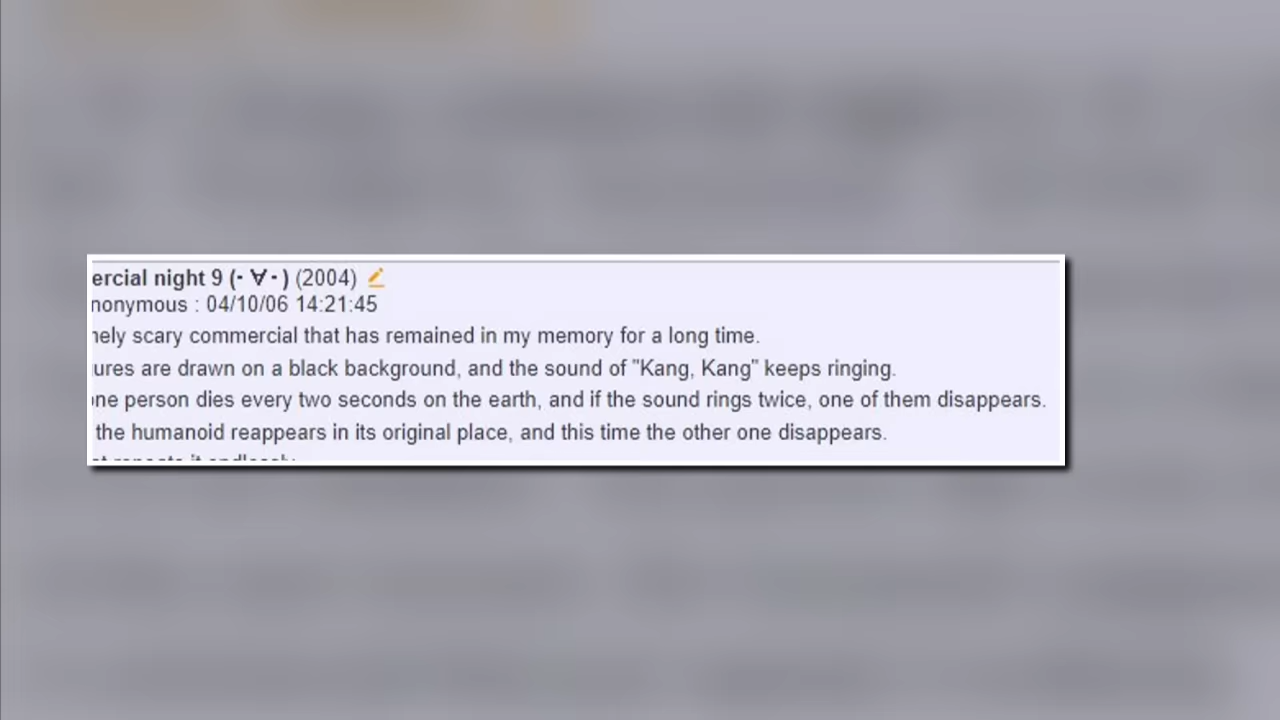 ercial night 9 (･∀･) (2004)
nonymous : 04/10/06 14:21:45
nely scary commercial that has remained in my memory for a long time.
ures are drawn on a black background, and the sound of "Kang, Kang" keeps ringing.
one person dies every two seconds on the earth, and if the sound rings twice, one of them disappears.
the humanoid reappears in its original place, and this time the other one disappears.
repeats it endlessly